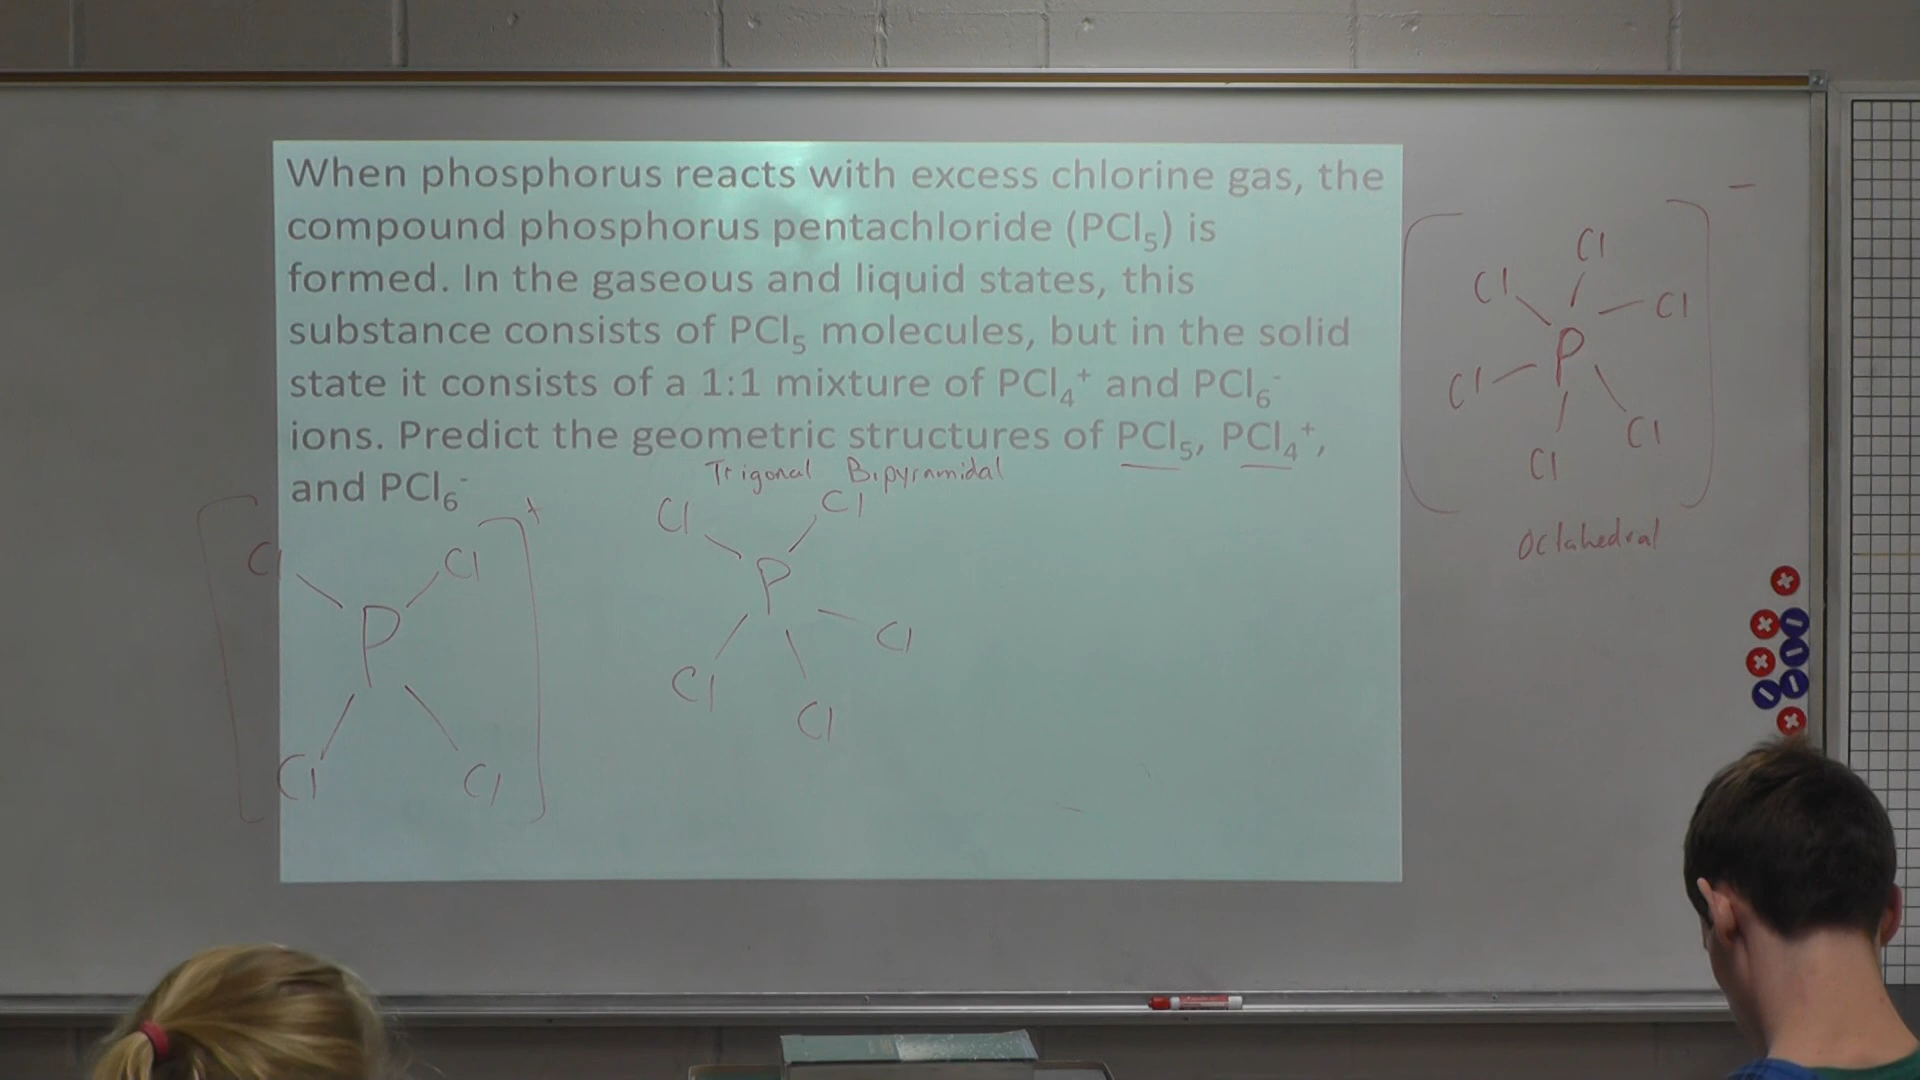 When phosphorus reacts with excess chlorine gas, the
compound phosphorus pentachloride (PCl₅) is
formed. In the gaseous and liquid states, this
substance consists of PCl₅ molecules, but in the solid
state it consists of a 1:1 mixture of PCl₄⁺ and PCl₆⁻
ions. Predict the geometric structures of PCl₅, PCl₄⁺,
and PCl₆⁻
Trigonal Bipyramidal
+
Cl Cl
P
Cl Cl
Cl Cl
P
Cl
Cl
Cl
−
Cl
Cl Cl
P
Cl
Cl
Cl
Octahedral